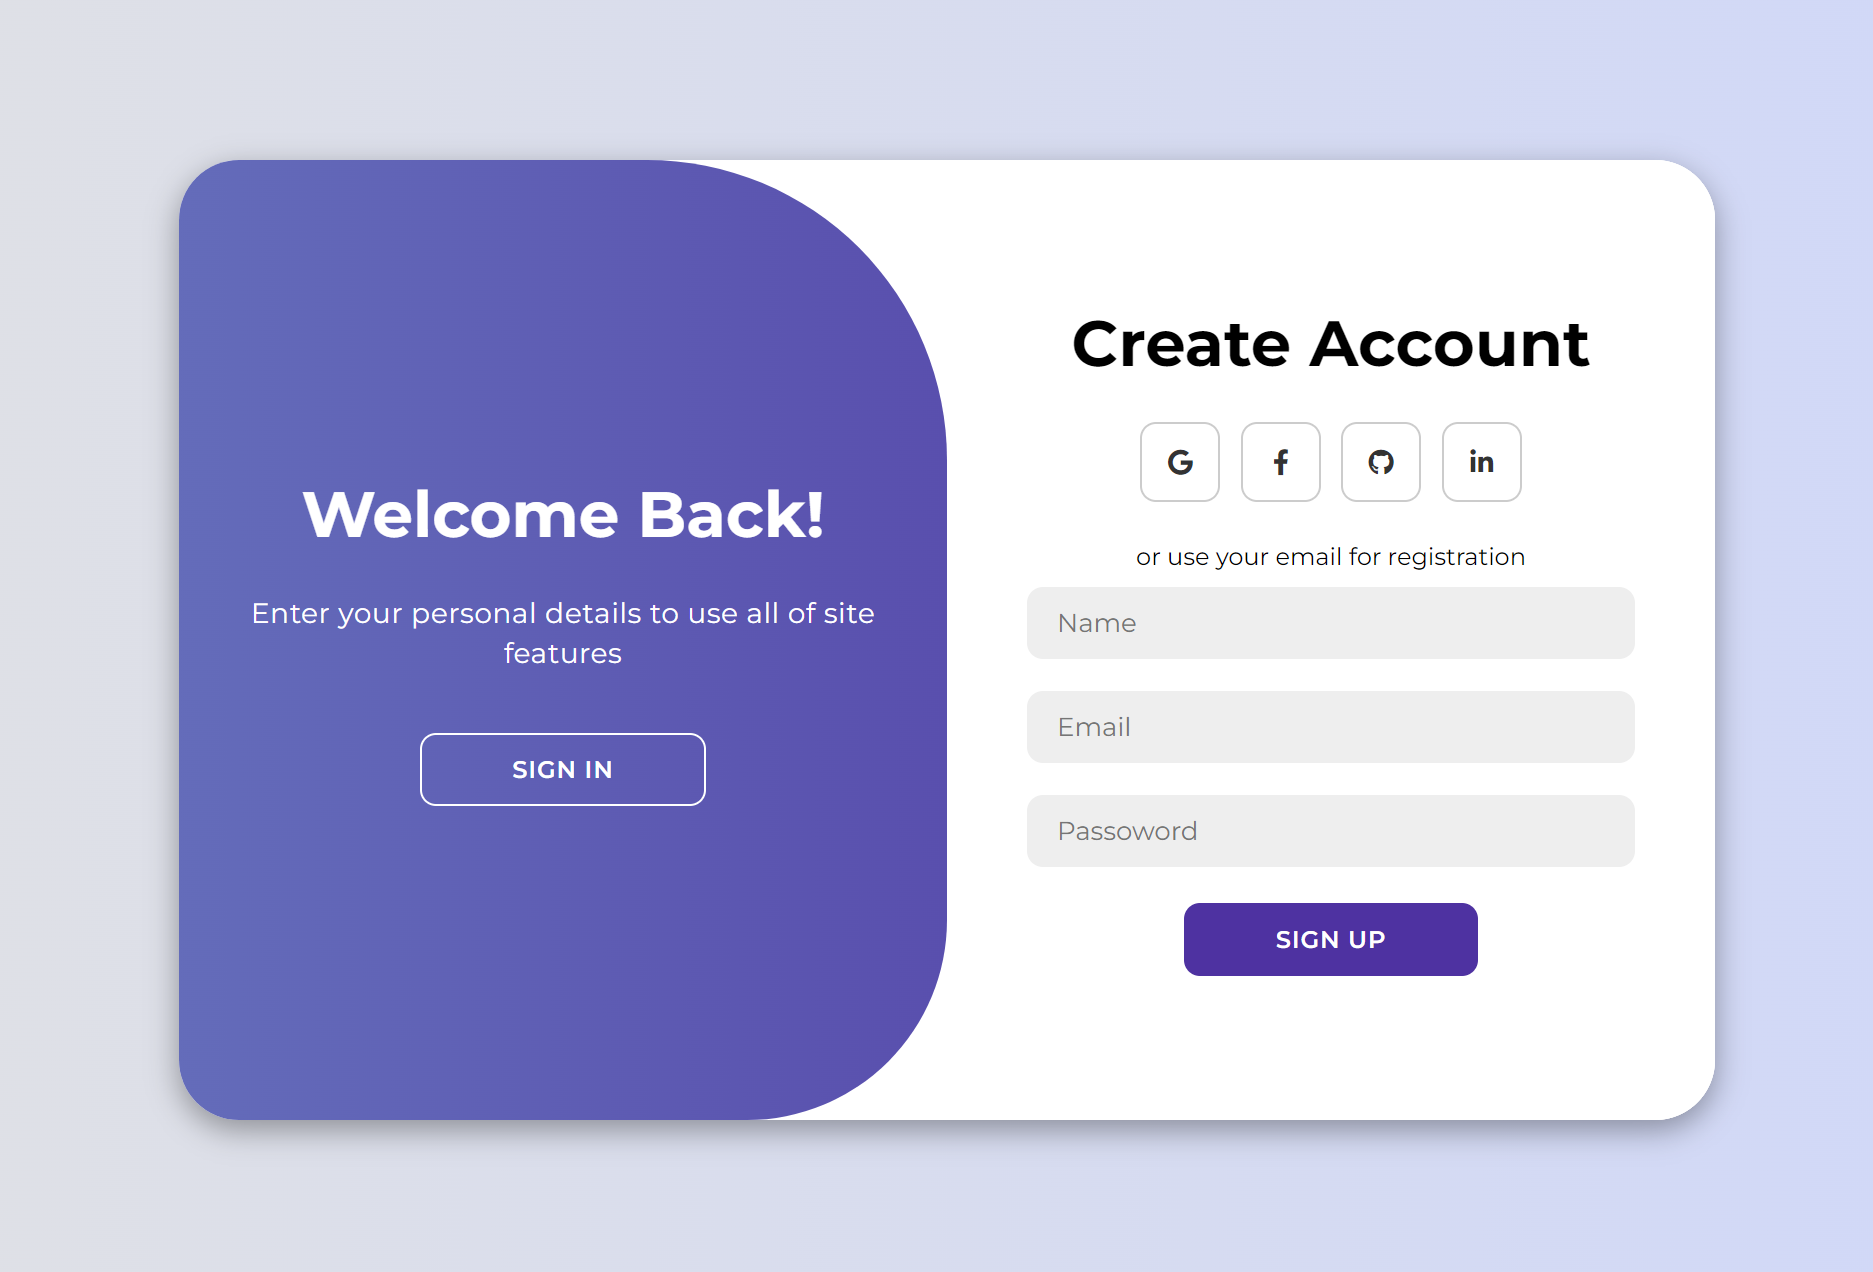 Welcome Back!
Enter your personal details to use all of site
features
SIGN IN
Create Account
or use your email for registration
Name
Email
Passoword
SIGN UP